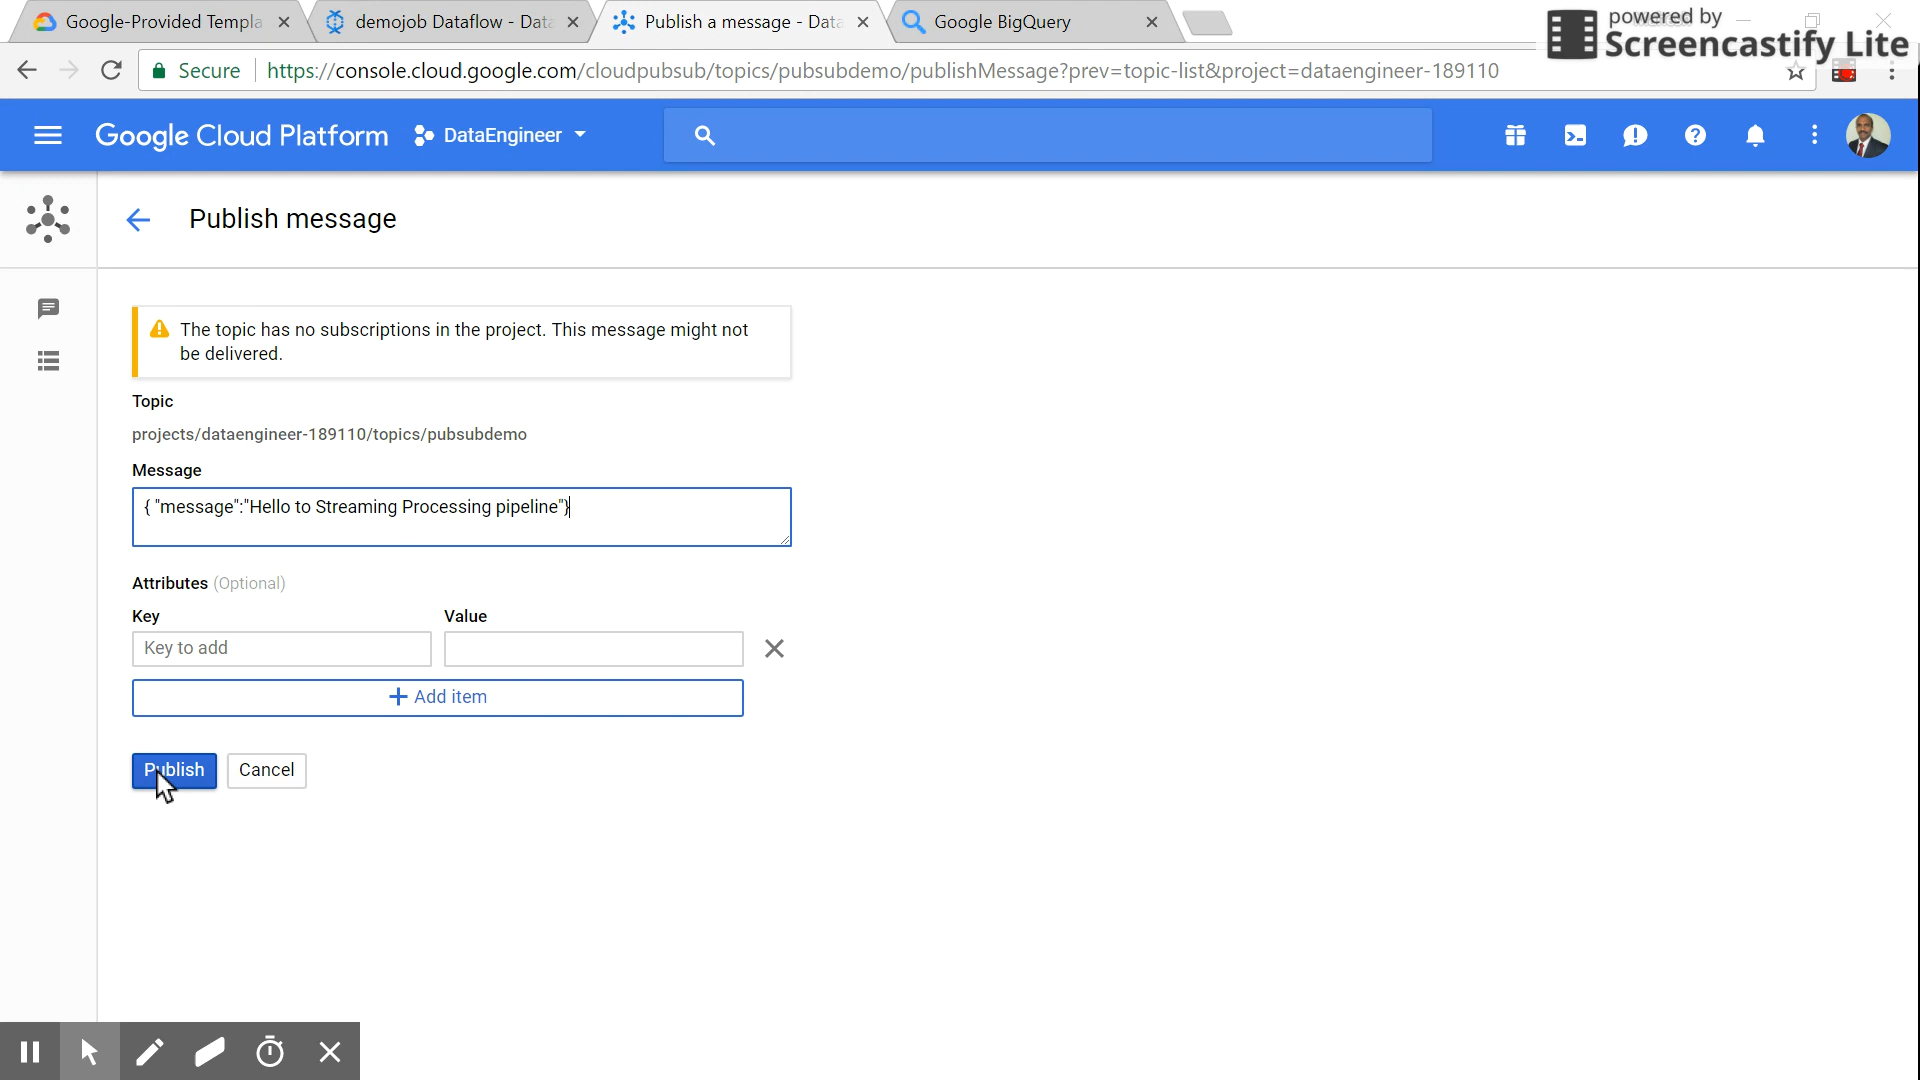 Google-Provided Templa
demojob Dataflow - Data
Publish a message - Data
Google BigQuery
powered by
Screencastify Lite
Secure
https://console.cloud.google.com/cloudpubsub/topics/pubsubdemo/publishMessage?prev=topic-list&project=dataengineer-189110
Google Cloud Platform
DataEngineer
Publish message
The topic has no subscriptions in the project. This message might not
be delivered.
Topic
projects/dataengineer-189110/topics/pubsubdemo
Message
{ "message":"Hello to Streaming Processing pipeline"}
Attributes (Optional)
Key
Value
Key to add
Add item
Publish
Cancel